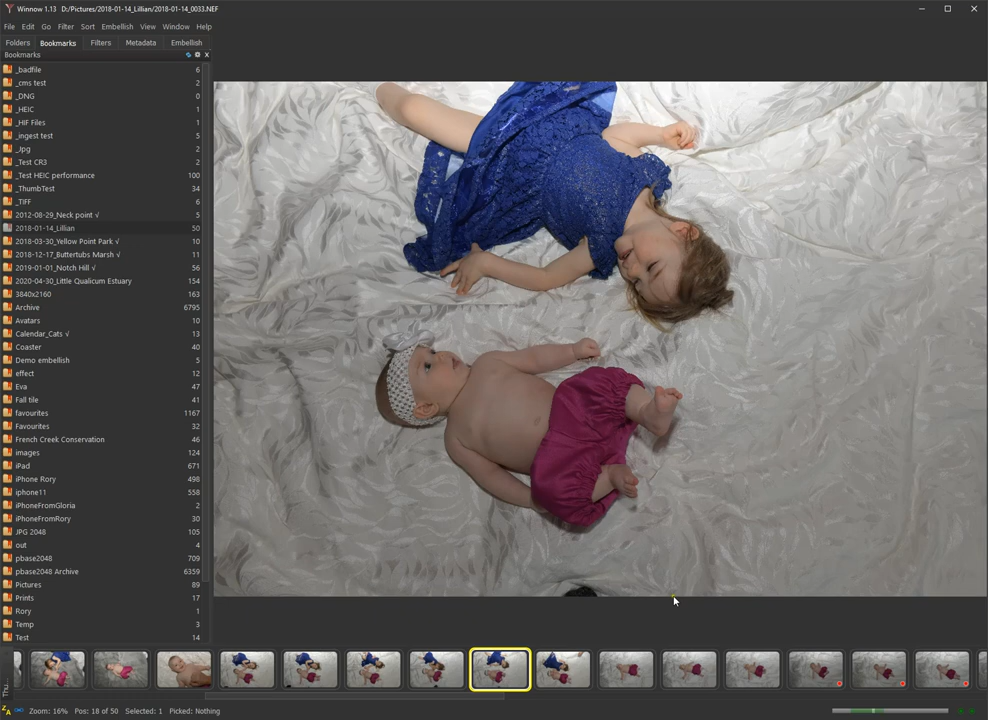 Winnow 1.13   D:/Pictures/2018-01-14_Lillian/2018-01-14_0033.NEF
File Edit Go Filter Sort Embellish View Window Help
Folders Bookmarks Filters Metadata Embellish
Bookmarks
_badfile 6
_cms test 2
_DNG 0
_HEIC 1
_HIF Files 1
_ingest test 5
_Jpg 2
_Test CR3 2
_Test HEIC performance 100
_ThumbTest 34
_TIFF 6
2012-08-29_Neck point √ 5
2018-01-14_Lillian 50
2018-03-30_Yellow Point Park √ 10
2018-12-17_Buttertubs Marsh √ 11
2019-01-01_Notch Hill √ 56
2020-04-30_Little Qualicum Estuary 154
3840x2160 163
Archive 6795
Avatars 10
Calendar_Cats √ 13
Coaster 40
Demo embellish 5
effect 12
Eva 47
Fall tile 41
favourites 1167
Favourites 32
French Creek Conservation 46
images 124
iPad 671
iPhone Rory 498
iphone11 558
iPhoneFromGloria 2
iPhoneFromRory 30
JPG 2048 105
out 4
pbase2048 709
pbase2048 Archive 6359
Pictures 89
Prints 17
Rory 1
Temp 3
Test 14
Thu...
Zoom: 16% Pos: 18 of 50 Selected: 1 Picked: Nothing